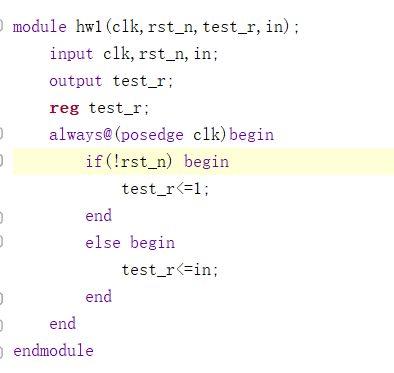 module hw1(clk,rst_n,test_r,in);
input clk,rst_n,in;
output test_r;
reg test_r;
always@(posedge clk)begin
if(!rst_n) begin
test_r<=1;
end
else begin
test_r<=in;
end
end
endmodule